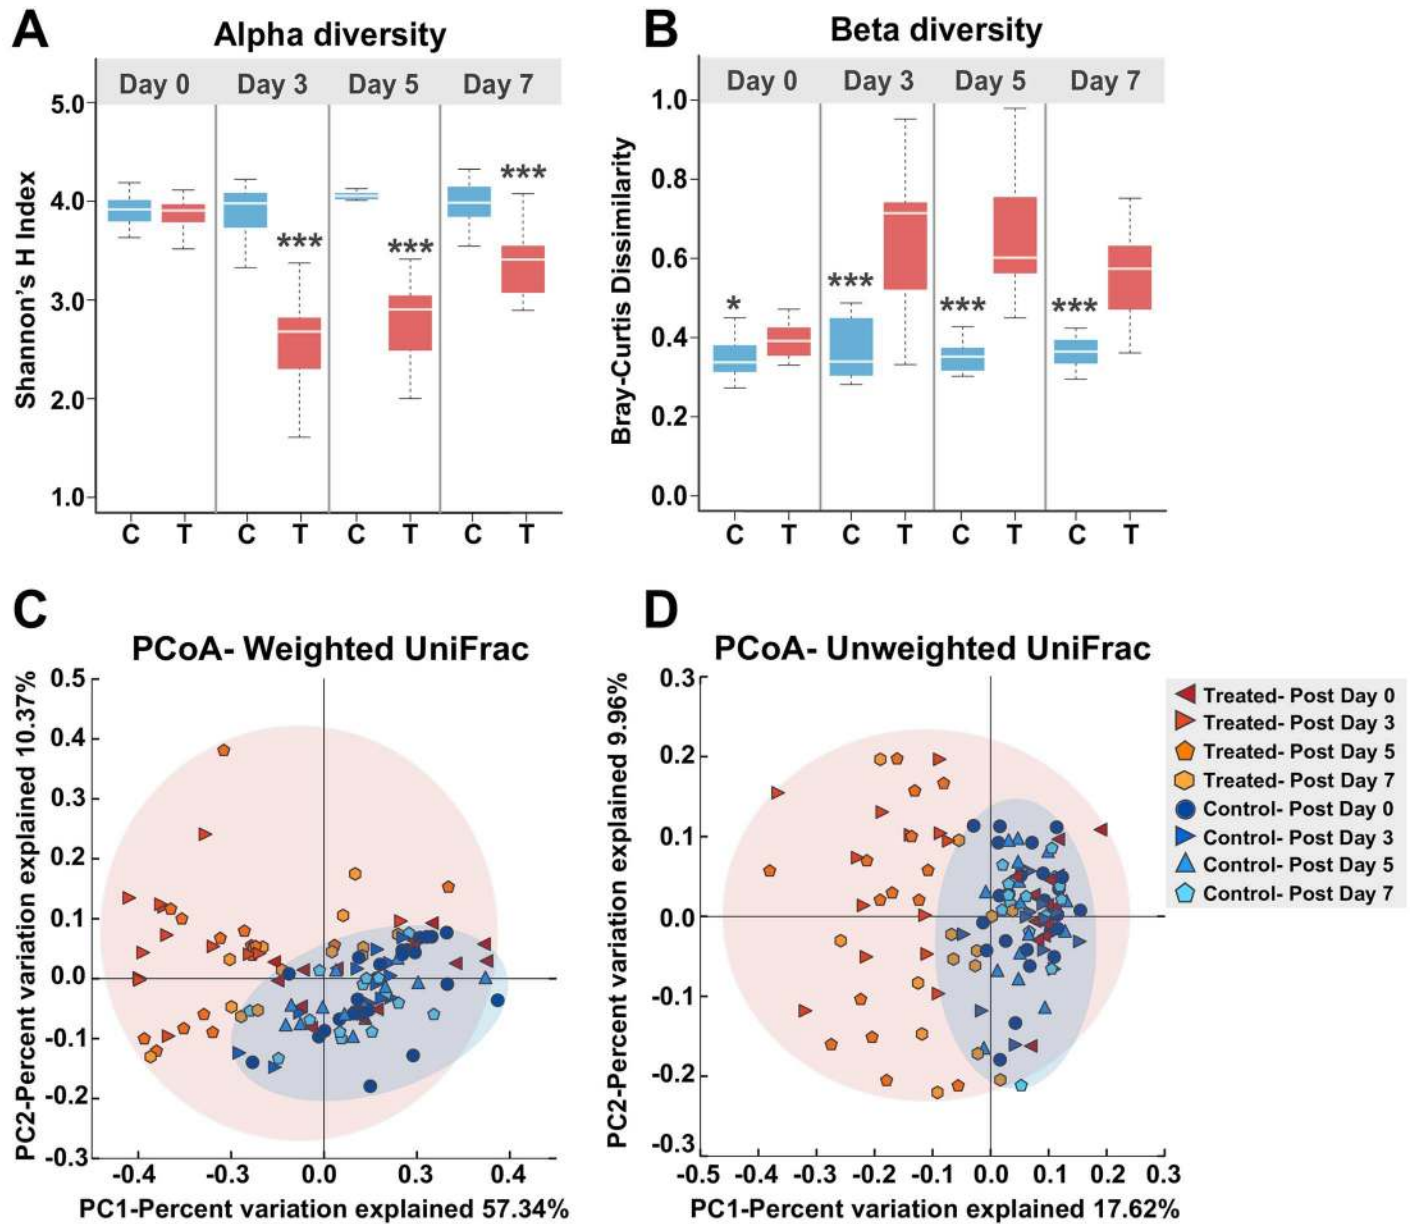 A
Alpha diversity
Day 0 Day 3 Day 5 Day 7
Shannon's H Index
5.0
4.0
3.0
2.0
1.0
***
***
***
C T C T C T C T
B
Beta diversity
Day 0 Day 3 Day 5 Day 7
Bray-Curtis Dissimilarity
1.0
0.8
0.6
0.4
0.2
0.0
*
***
***
***
C T C T C T C T
C
PCoA- Weighted UniFrac
PC2-Percent variation explained 10.37%
0.5
0.4
0.3
0.2
0.1
0.0
-0.1
-0.2
-0.3
-0.4 -0.3 0.0 0.3 0.4
PC1-Percent variation explained 57.34%
D
PCoA- Unweighted UniFrac
PC2-Percent variation explained 9.96%
0.3
0.2
0.1
0.0
-0.1
-0.2
-0.3
-0.5 -0.4 -0.3 -0.2 -0.1 0.0 0.1 0.2 0.3
PC1-Percent variation explained 17.62%
Treated- Post Day 0
Treated- Post Day 3
Treated- Post Day 5
Treated- Post Day 7
Control- Post Day 0
Control- Post Day 3
Control- Post Day 5
Control- Post Day 7